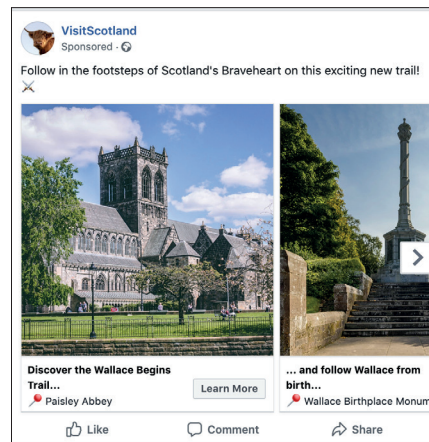 VisitScotland
Sponsored ·
Follow in the footsteps of Scotland's Braveheart on this exciting new trail!
⚔
Discover the Wallace Begins
Trail...
📍 Paisley Abbey
Learn More
... and follow Wallace from
birth...
📍 Wallace Birthplace Monum
Like
Comment
Share